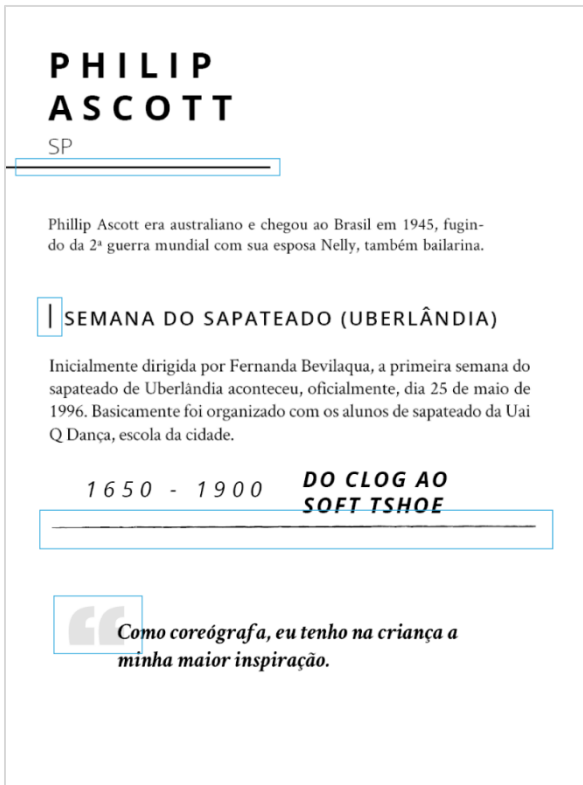 PHILIP
ASCOTT
SP
Phillip Ascott era australiano e chegou ao Brasil em 1945, fugin-
do da 2ª guerra mundial com sua esposa Nelly, também bailarina.
SEMANA DO SAPATEADO (UBERLÂNDIA)
Inicialmente dirigida por Fernanda Bevilaqua, a primeira semana do
sapateado de Uberlândia aconteceu, oficialmente, dia 25 de maio de
1996. Basicamente foi organizado com os alunos de sapateado da Uai
Q Dança, escola da cidade.
1650 - 1900
DO CLOG AO
SOFT TSHOE
“
Como coreógrafa, eu tenho na criança a
minha maior inspiração.